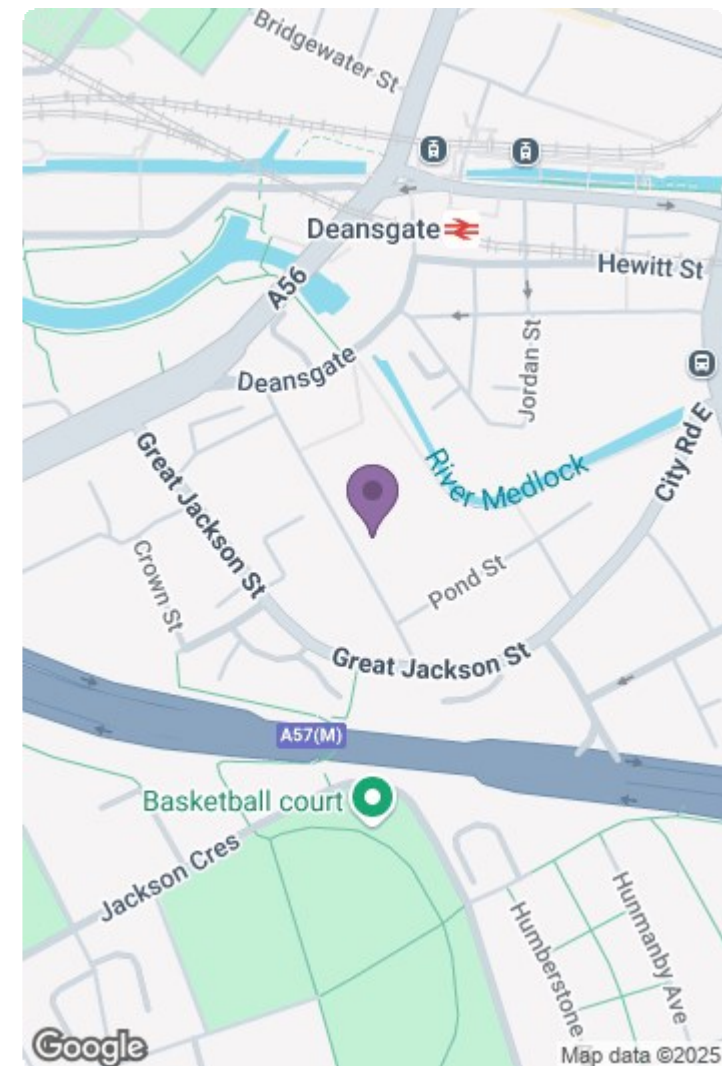 Bridgewater St
Deansgate
Hewitt St
A56
Jordan St
Deansgate
City Rd E
River Medlock
Great Jackson St
Crown St
Pond St
Great Jackson St
A57(M)
Basketball court
Jackson Cres
Humberstone
Hunmanby Ave
Google
Map data ©2025